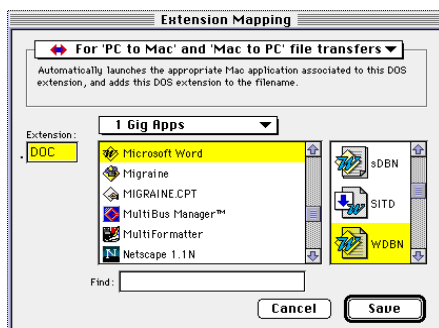 Extension Mapping
For 'PC to Mac' and 'Mac to PC' file transfers
Automatically launches the appropriate Mac application associated to this DOS
extension, and adds this DOS extension to the filename.
1 Gig Apps
Extension:
. DOC
Microsoft Word
Migraine
MIGRAINE.CPT
MultiBus Manager™
MultiFormatter
Netscape 1.1N
sDBN
SITD
WDBN
Find:
Cancel
Save